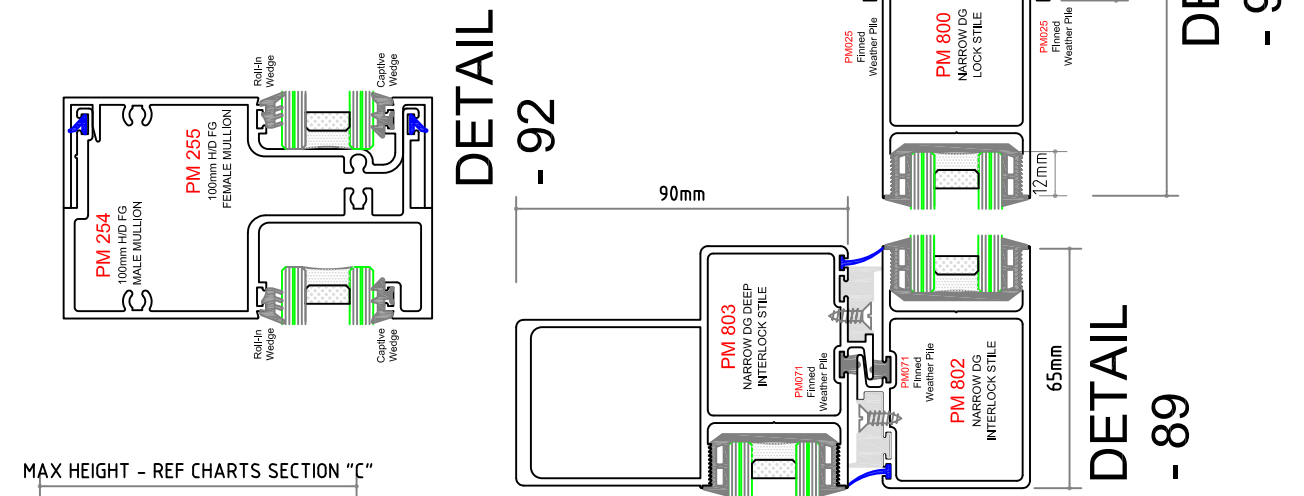 Roll-In
Wedge
Captive
Wedge
PM 255
100mm H/D FG
FEMALE MULLION
PM 254
100mm H/D FG
MALE MULLION
Roll-In
Wedge
Captive
Wedge
DETAIL
- 92
MAX HEIGHT - REF CHARTS SECTION "C"
90mm
PM025
Finned
Weather Pile
PM 800
NARROW DG
LOCK STILE
PM025
Finned
Weather Pile
12mm
PM 803
NARROW DG DEEP
INTERLOCK STILE
PM071
Finned
Weather Pile
PM071
Finned
Weather Pile
PM 802
NARROW DG
INTERLOCK STILE
65mm
DETAIL
- 89